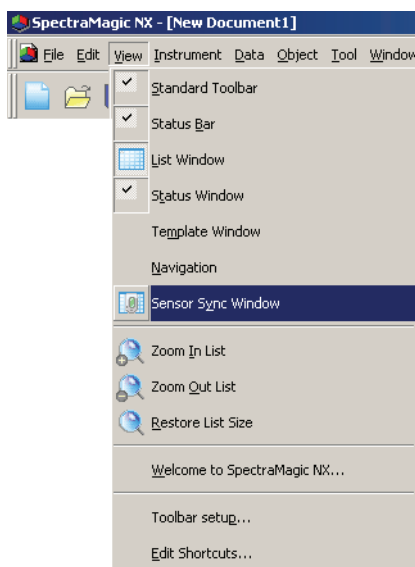 SpectraMagic NX - [New Document1]
File Edit View Instrument Data Object Tool Window
Standard Toolbar
Status Bar
List Window
Status Window
Template Window
Navigation
Sensor Sync Window
Zoom In List
Zoom Out List
Restore List Size
Welcome to SpectraMagic NX...
Toolbar setup...
Edit Shortcuts...